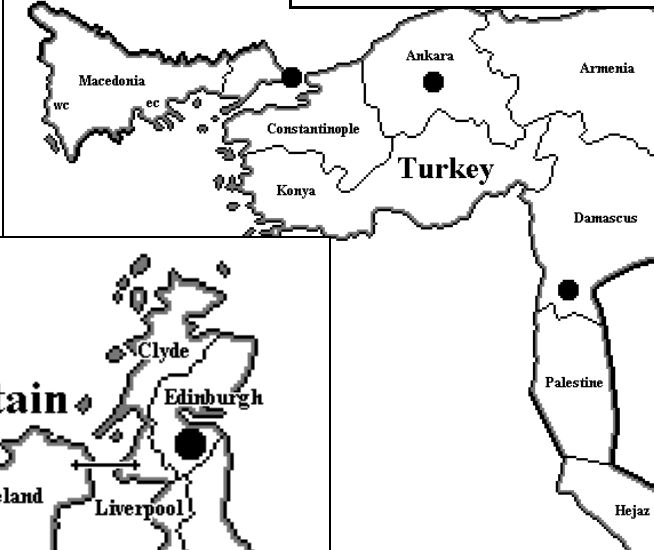 Ankara
Armenia
Macedonia
wc
ec
Constantinople
Turkey
Konya
Damascus
Palestine
Hejaz
Clyde
Edinburgh
tain
eland
Liverpool